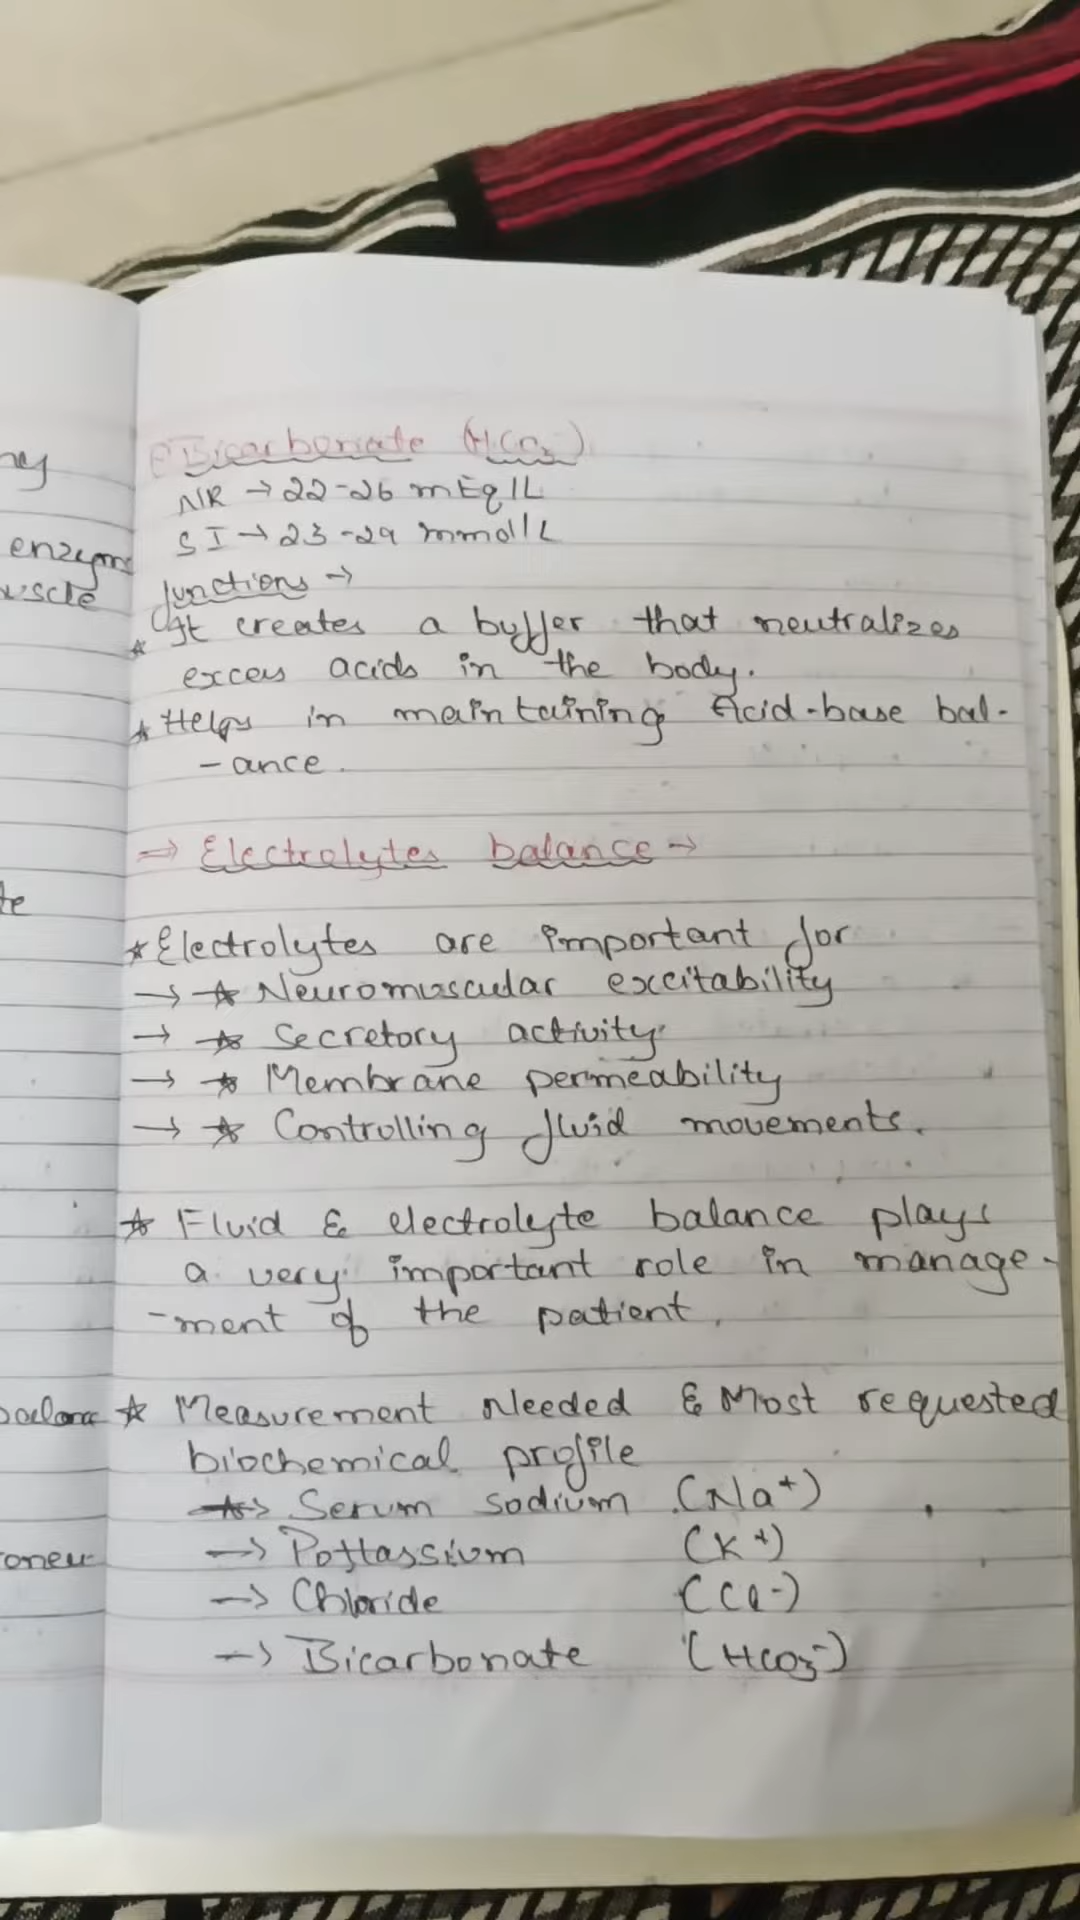 Bicarbonate (HCO3)
NR → 22-26 mEq/L
SI → 23-29 mmol/L
functions →
★ It creates a buffer that neutralizes
excess acids in the body.
★ Helps in maintaining Acid-base bal-
-ance.
⇒ Electrolytes balance →
★ Electrolytes are important for
→ ★ Neuromuscular excitability
→ ★ Secretory activity
→ ★ Membrane permeability
→ ★ Controlling fluid movements.
★ Fluid & electrolyte balance plays
a very important role in manage-
-ment of the patient.
★ Measurement Needed & Most requested
biochemical profile
→ Serum sodium (Na+)
→ Pottassium (K+)
→ Chloride (Cl-)
→ Bicarbonate (HCO3-)
enzym